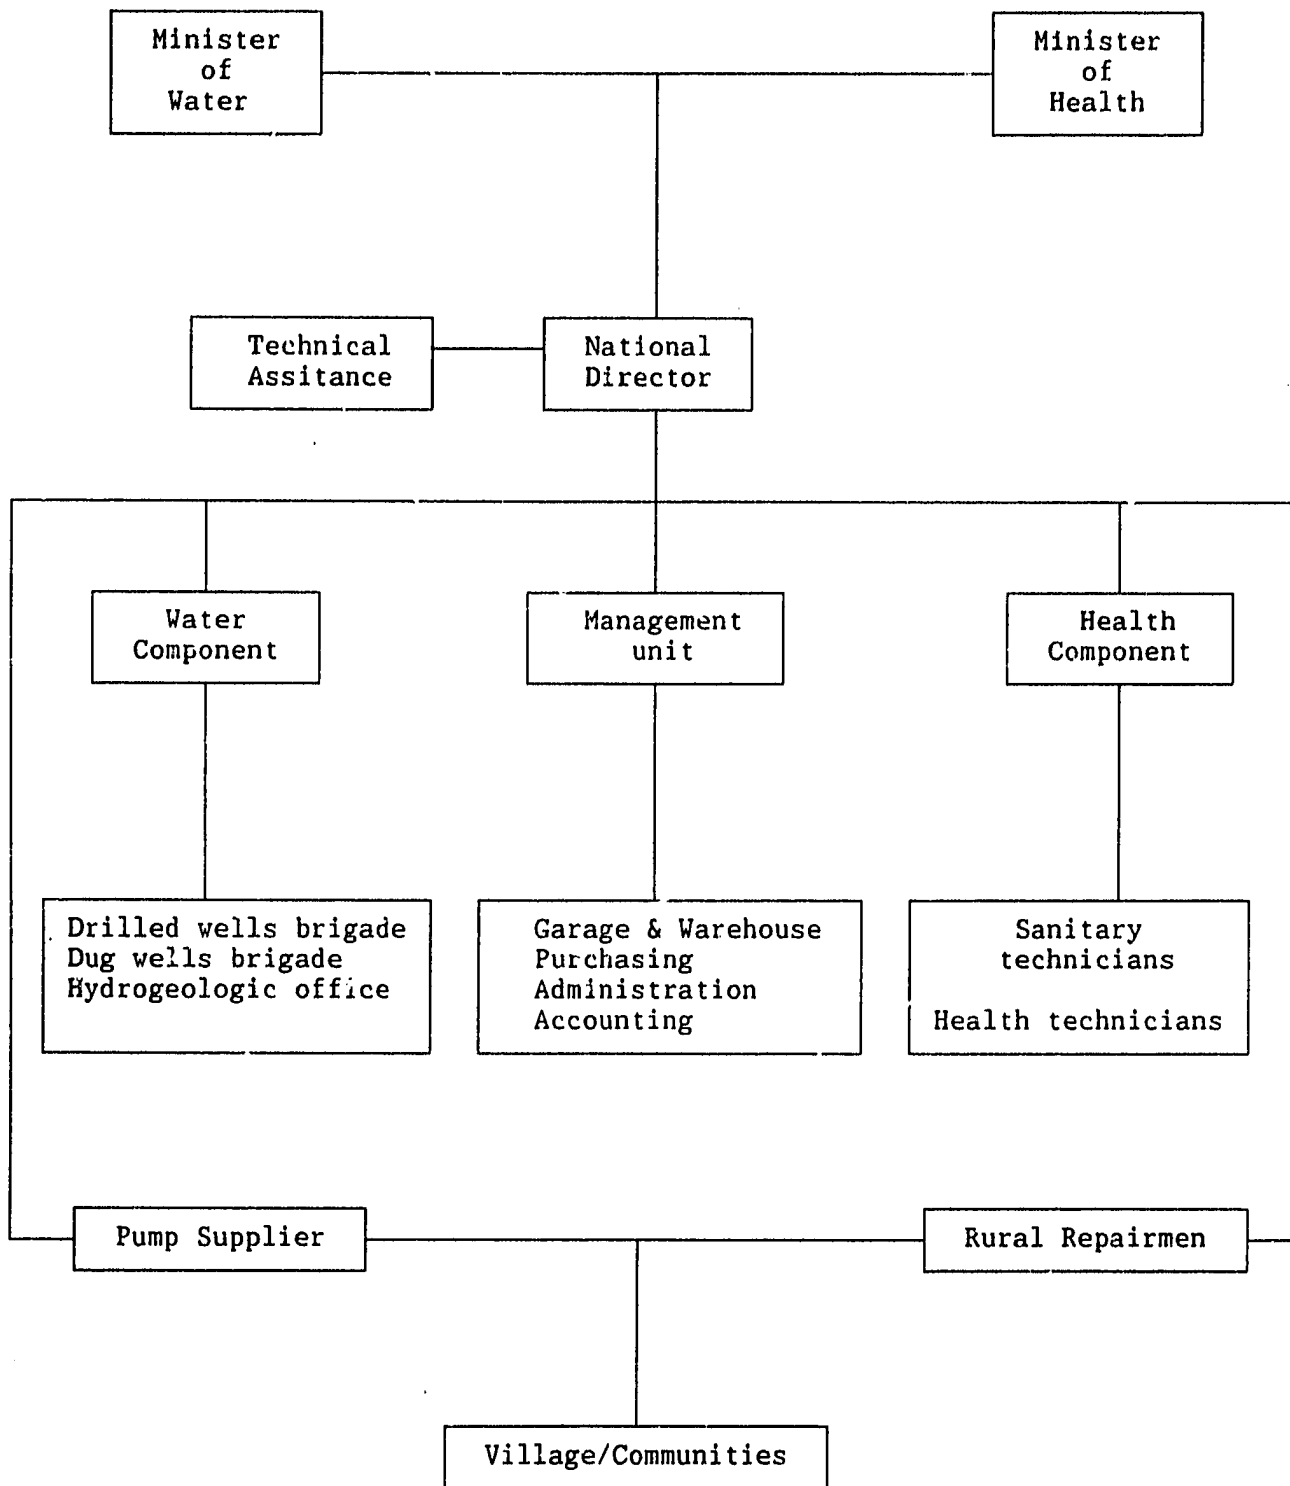 Minister
of
Water
Minister
of
Health
Technical
Assitance
National
Director
Water
Component
Management
unit
Health
Component
Drilled wells brigade
Dug wells brigade
Hydrogeologic office
Garage & Warehouse
Purchasing
Administration
Accounting
Sanitary
technicians
Health technicians
Pump Supplier
Rural Repairmen
Village/Communities